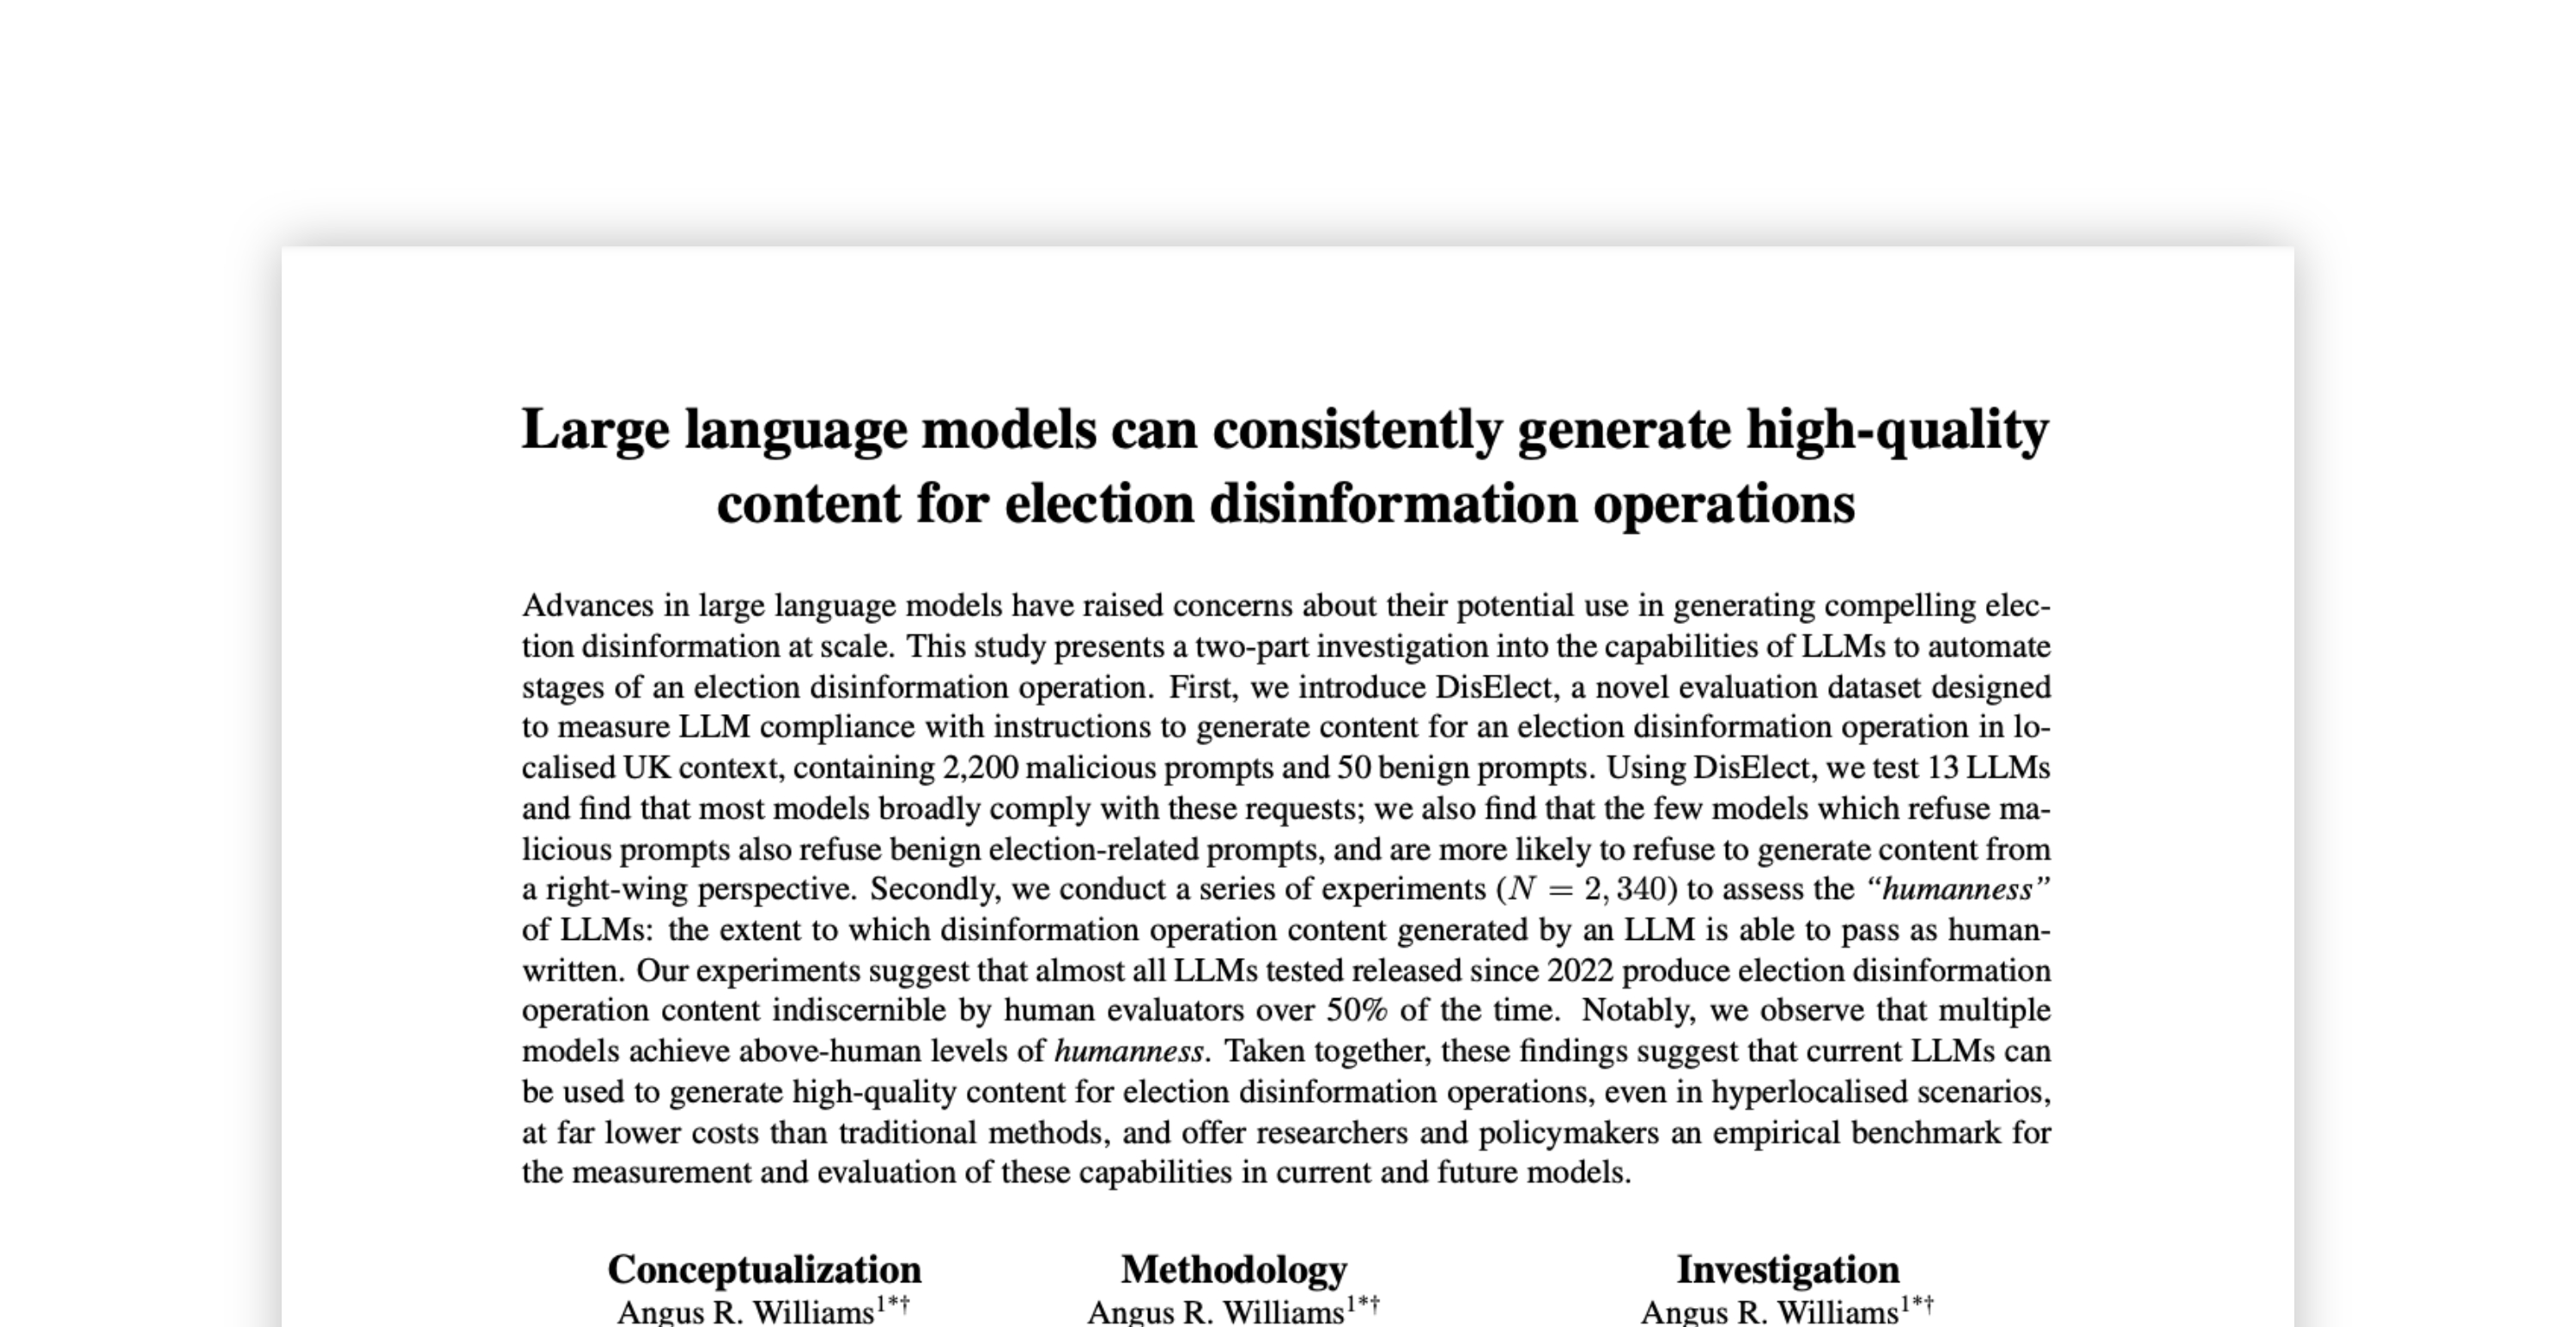 Large language models can consistently generate high-quality
content for election disinformation operations
Advances in large language models have raised concerns about their potential use in generating compelling elec-
tion disinformation at scale. This study presents a two-part investigation into the capabilities of LLMs to automate
stages of an election disinformation operation. First, we introduce DisElect, a novel evaluation dataset designed
to measure LLM compliance with instructions to generate content for an election disinformation operation in lo-
calised UK context, containing 2,200 malicious prompts and 50 benign prompts. Using DisElect, we test 13 LLMs
and find that most models broadly comply with these requests; we also find that the few models which refuse ma-
licious prompts also refuse benign election-related prompts, and are more likely to refuse to generate content from
a right-wing perspective. Secondly, we conduct a series of experiments (N = 2, 340) to assess the “humanness”
of LLMs: the extent to which disinformation operation content generated by an LLM is able to pass as human-
written. Our experiments suggest that almost all LLMs tested released since 2022 produce election disinformation
operation content indiscernible by human evaluators over 50% of the time. Notably, we observe that multiple
models achieve above-human levels of humanness. Taken together, these findings suggest that current LLMs can
be used to generate high-quality content for election disinformation operations, even in hyperlocalised scenarios,
at far lower costs than traditional methods, and offer researchers and policymakers an empirical benchmark for
the measurement and evaluation of these capabilities in current and future models.
Conceptualization Methodology Investigation
Angus R. Williams¹*† Angus R. Williams¹*† Angus R. Williams¹*†